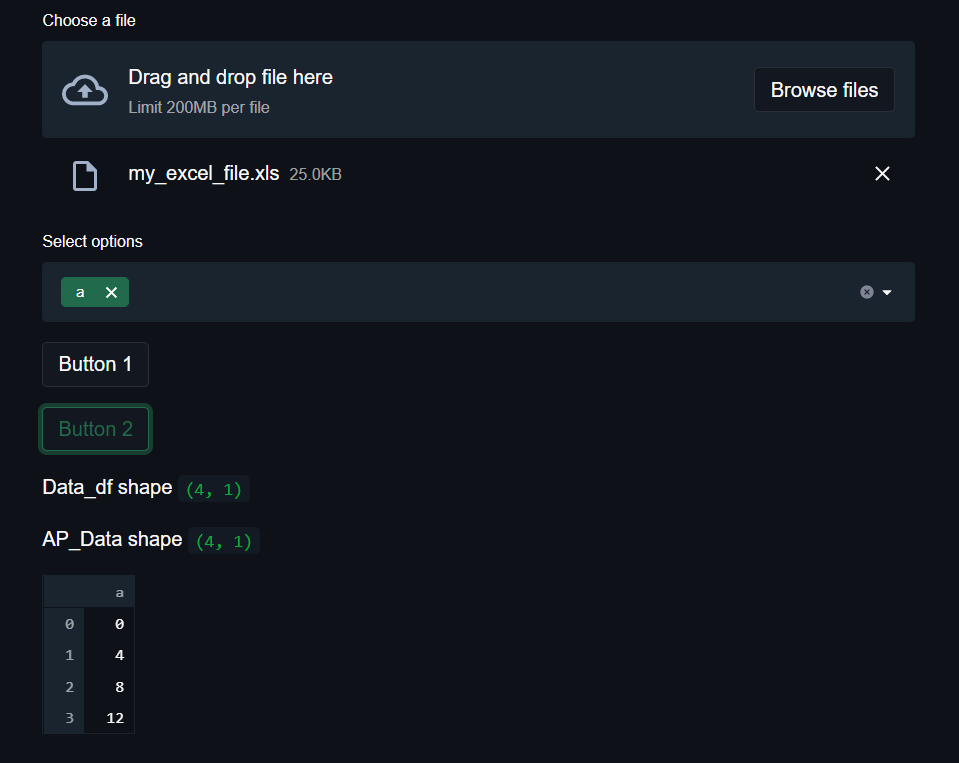 Choose a file
Drag and drop file here
Limit 200MB per file
Browse files
my_excel_file.xls 25.0KB
Select options
a
Button 1
Button 2
Data_df shape (4, 1)
AP_Data shape (4, 1)
a
0 0
1 4
2 8
3 12